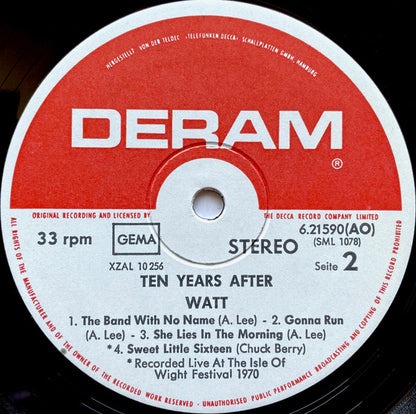 HERGESTELLT VON DER TELDEC »TELEFUNKEN DECCA« SCHALLPLATTEN GMBH, HAMBURG
DERAM
®
ORIGINAL RECORDING AND LICENSED BY THE DECCA RECORD COMPANY LIMITED
33 rpm
GEMA
STEREO
6.21590(AO)
(SML 1078)
XZAL 10 256
Seite 2
TEN YEARS AFTER
WATT
1. The Band With No Name (A. Lee) - 2. Gonna Run
(A. Lee) - 3. She Lies In The Morning (A. Lee)
*4. Sweet Little Sixteen (Chuck Berry)
*Recorded Live At The Isle Of
Wight Festival 1970
ALL RIGHTS OF THE MANUFACTURER AND OF THE OWNER OF THE RECORDED WORK RESERVED - UNAUTHORISED PUBLIC PERFORMANCE BROADCASTING AND COPYING OF THIS RECORD PROHIBITED